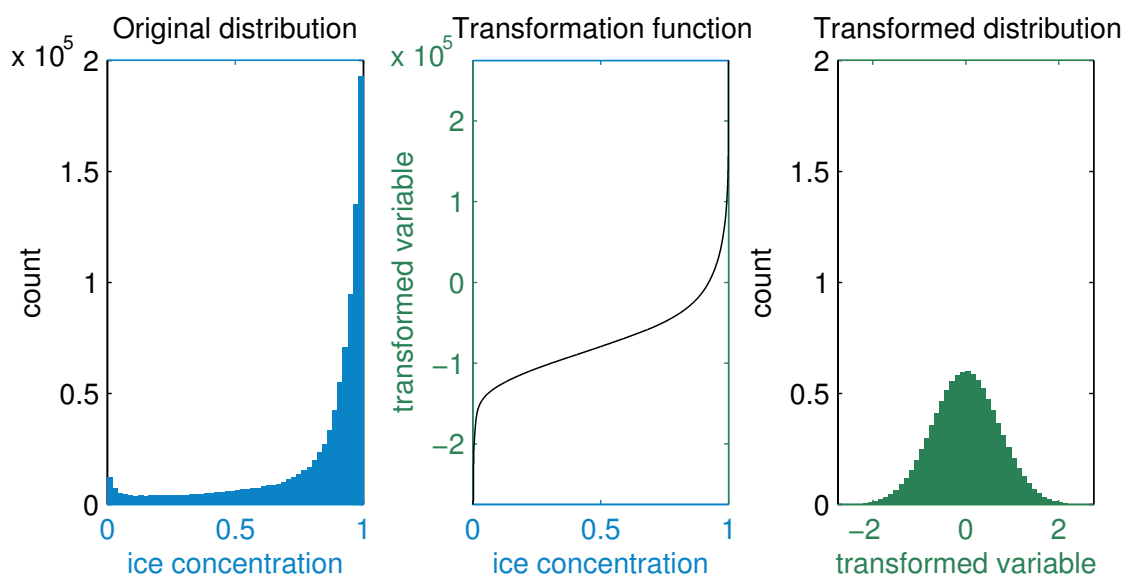 Original distribution
x 10^5
2
1.5
1
0.5
0
count
0 0.5 1
ice concentration
Transformation function
x 10^5
2
1
0
−1
−2
transformed variable
0 0.5 1
ice concentration
Transformed distribution
2
1.5
1
0.5
0
count
−2 0 2
transformed variable